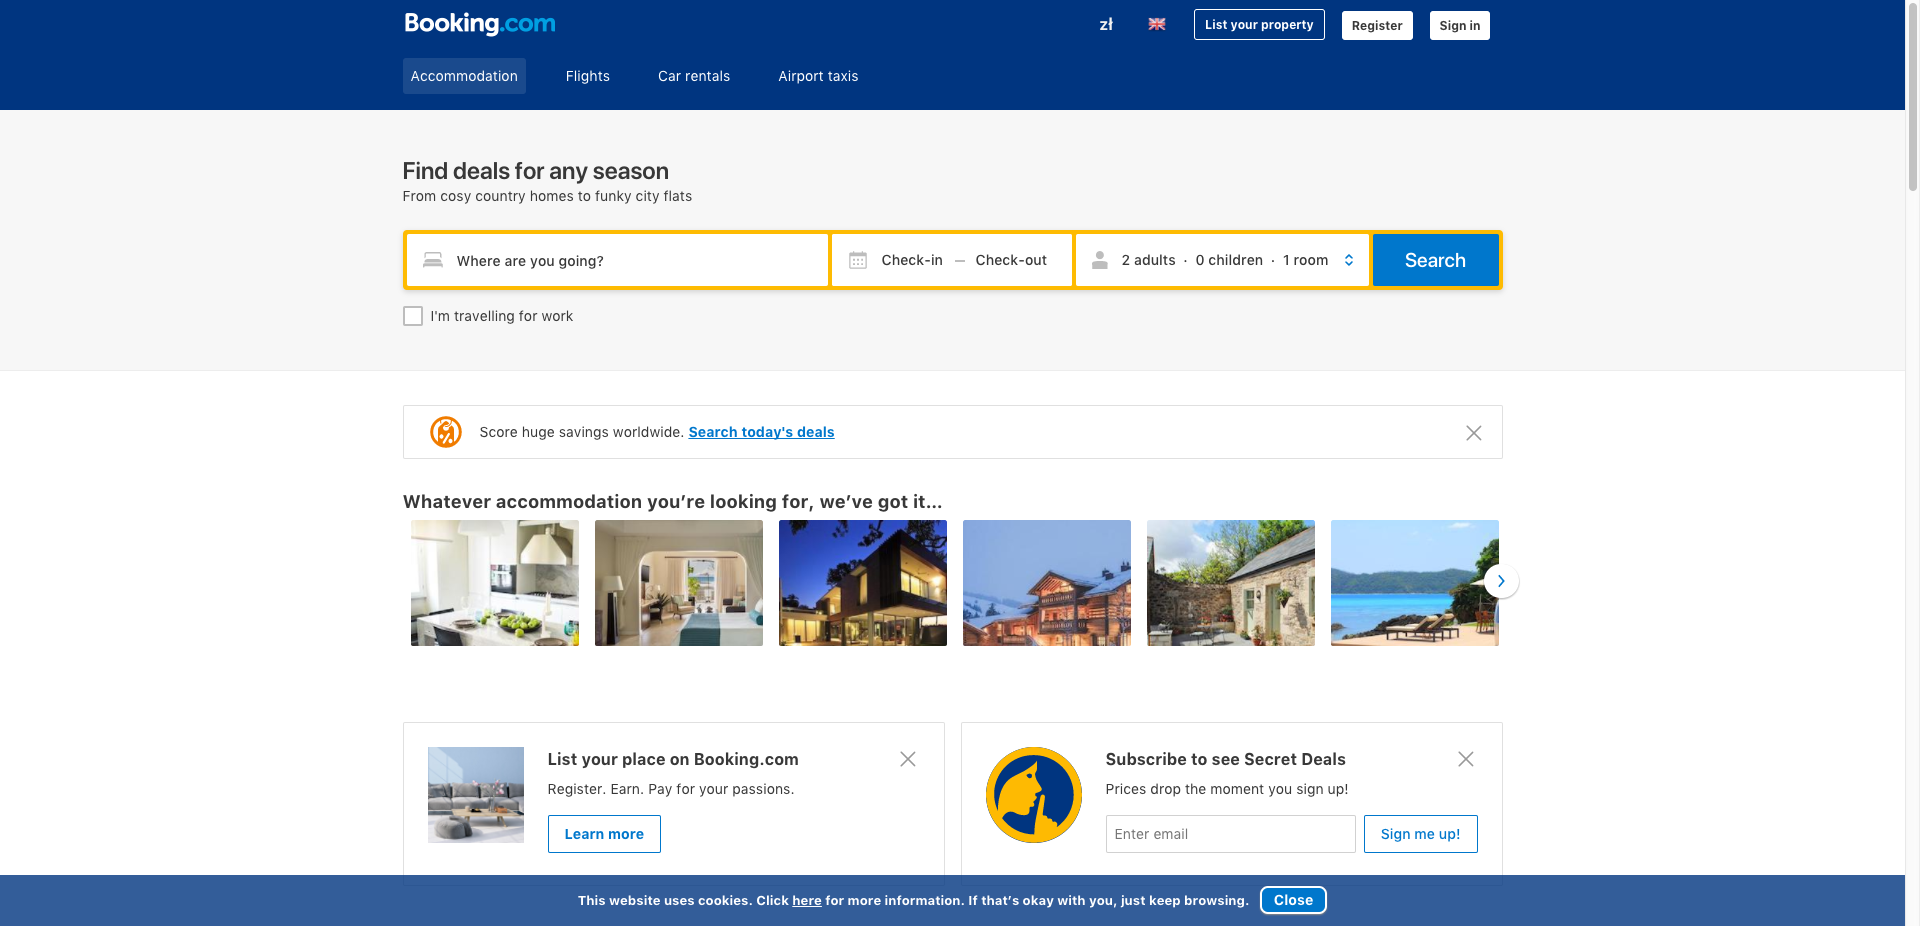 Booking.com
zł
List your property
Register
Sign in
Accommodation
Flights
Car rentals
Airport taxis
Find deals for any season
From cosy country homes to funky city flats
Where are you going?
Check-in — Check-out
2 adults · 0 children · 1 room
Search
I'm travelling for work
Score huge savings worldwide. Search today's deals
Whatever accommodation you’re looking for, we’ve got it...
List your place on Booking.com
Register. Earn. Pay for your passions.
Learn more
Subscribe to see Secret Deals
Prices drop the moment you sign up!
Enter email
Sign me up!
This website uses cookies. Click here for more information. If that’s okay with you, just keep browsing.
Close